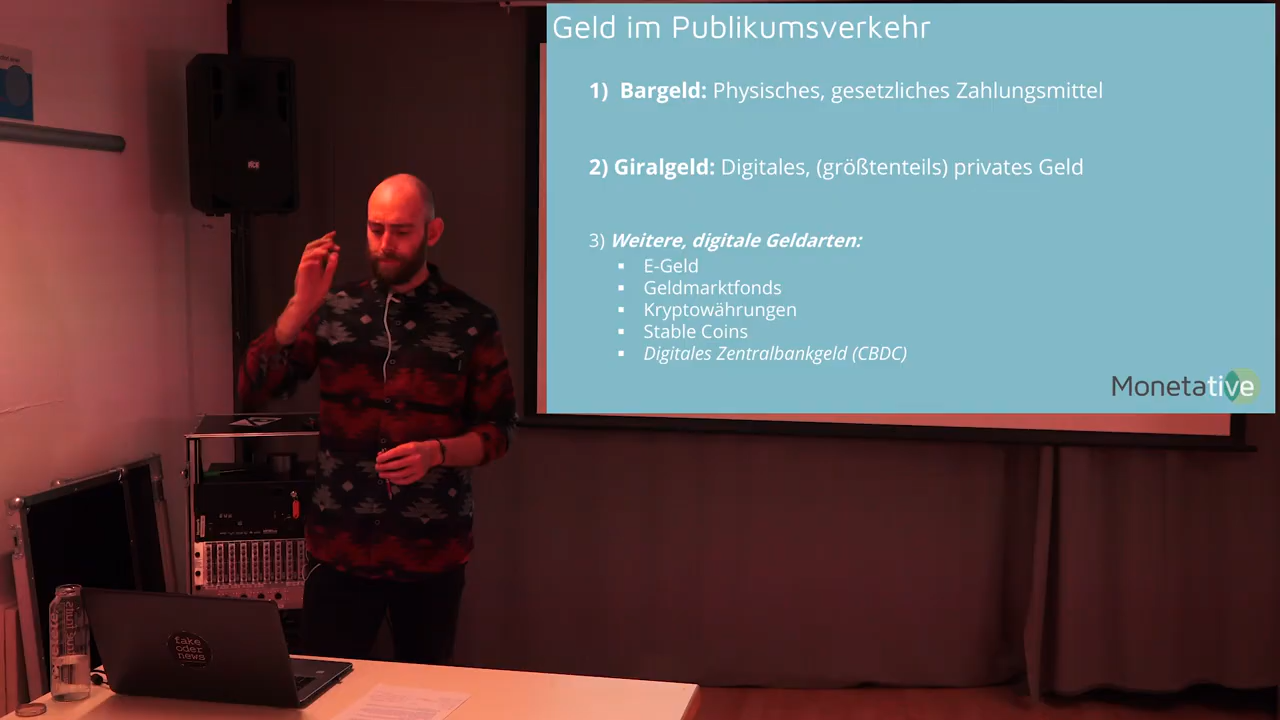 Geld im Publikumsverkehr
1) Bargeld: Physisches, gesetzliches Zahlungsmittel
2) Giralgeld: Digitales, (größtenteils) privates Geld
3) Weitere, digitale Geldarten:
▪ E-Geld
▪ Geldmarktfonds
▪ Kryptowährungen
▪ Stable Coins
▪ Digitales Zentralbankgeld (CBDC)
Monetative
fake
oder
news